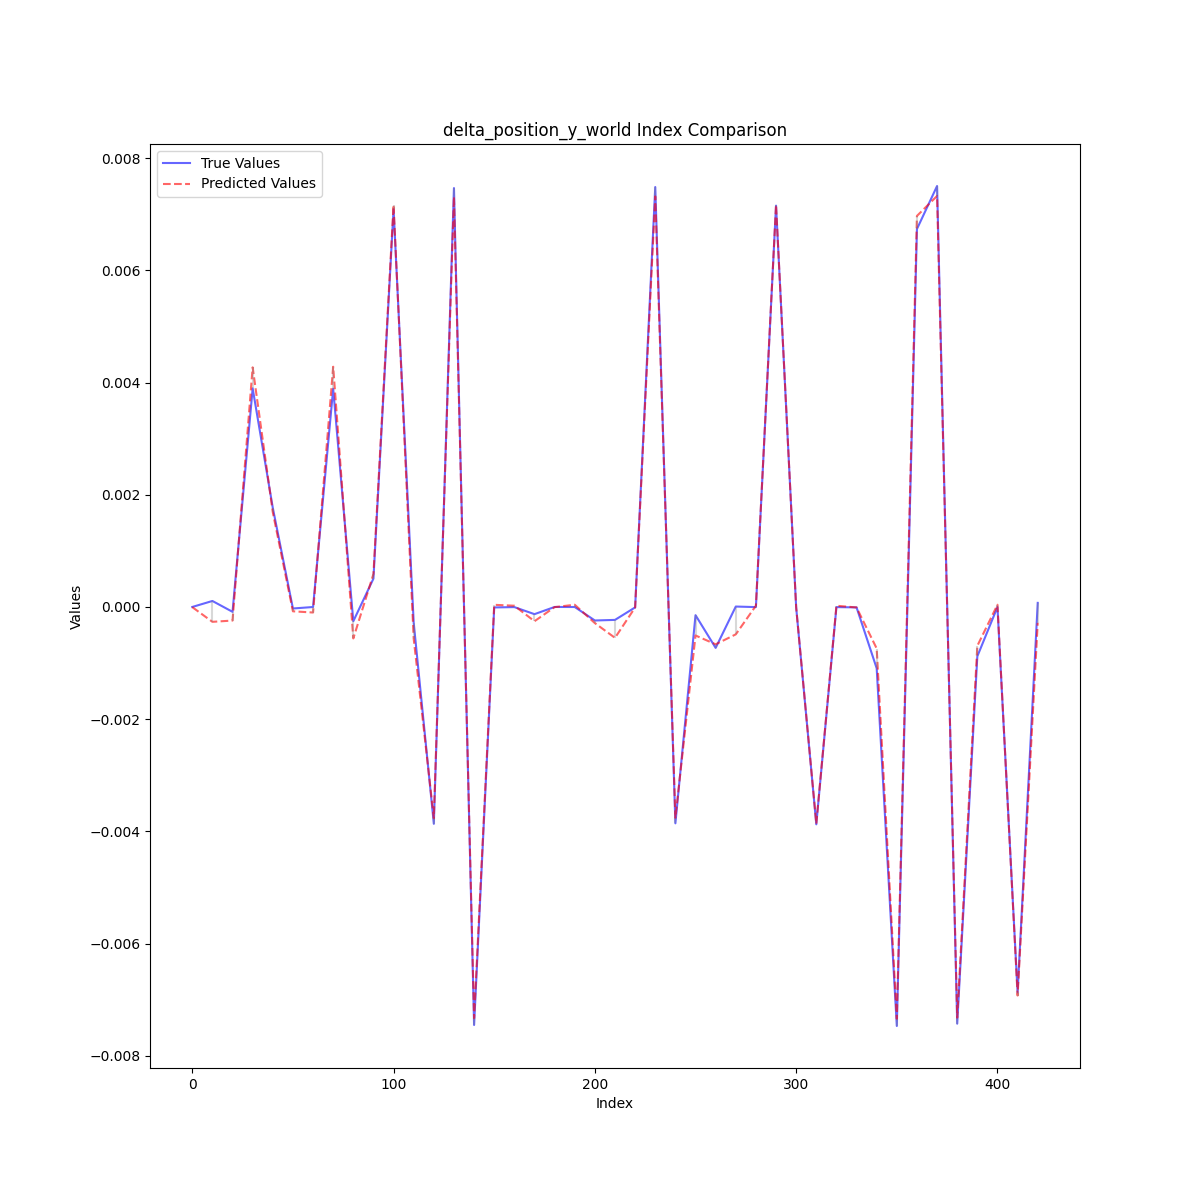 delta_position_y_world Index Comparison
True Values
Predicted Values
0.008
0.006
0.004
0.002
0.000
−0.002
−0.004
−0.006
−0.008
Values
0 100 200 300 400
Index